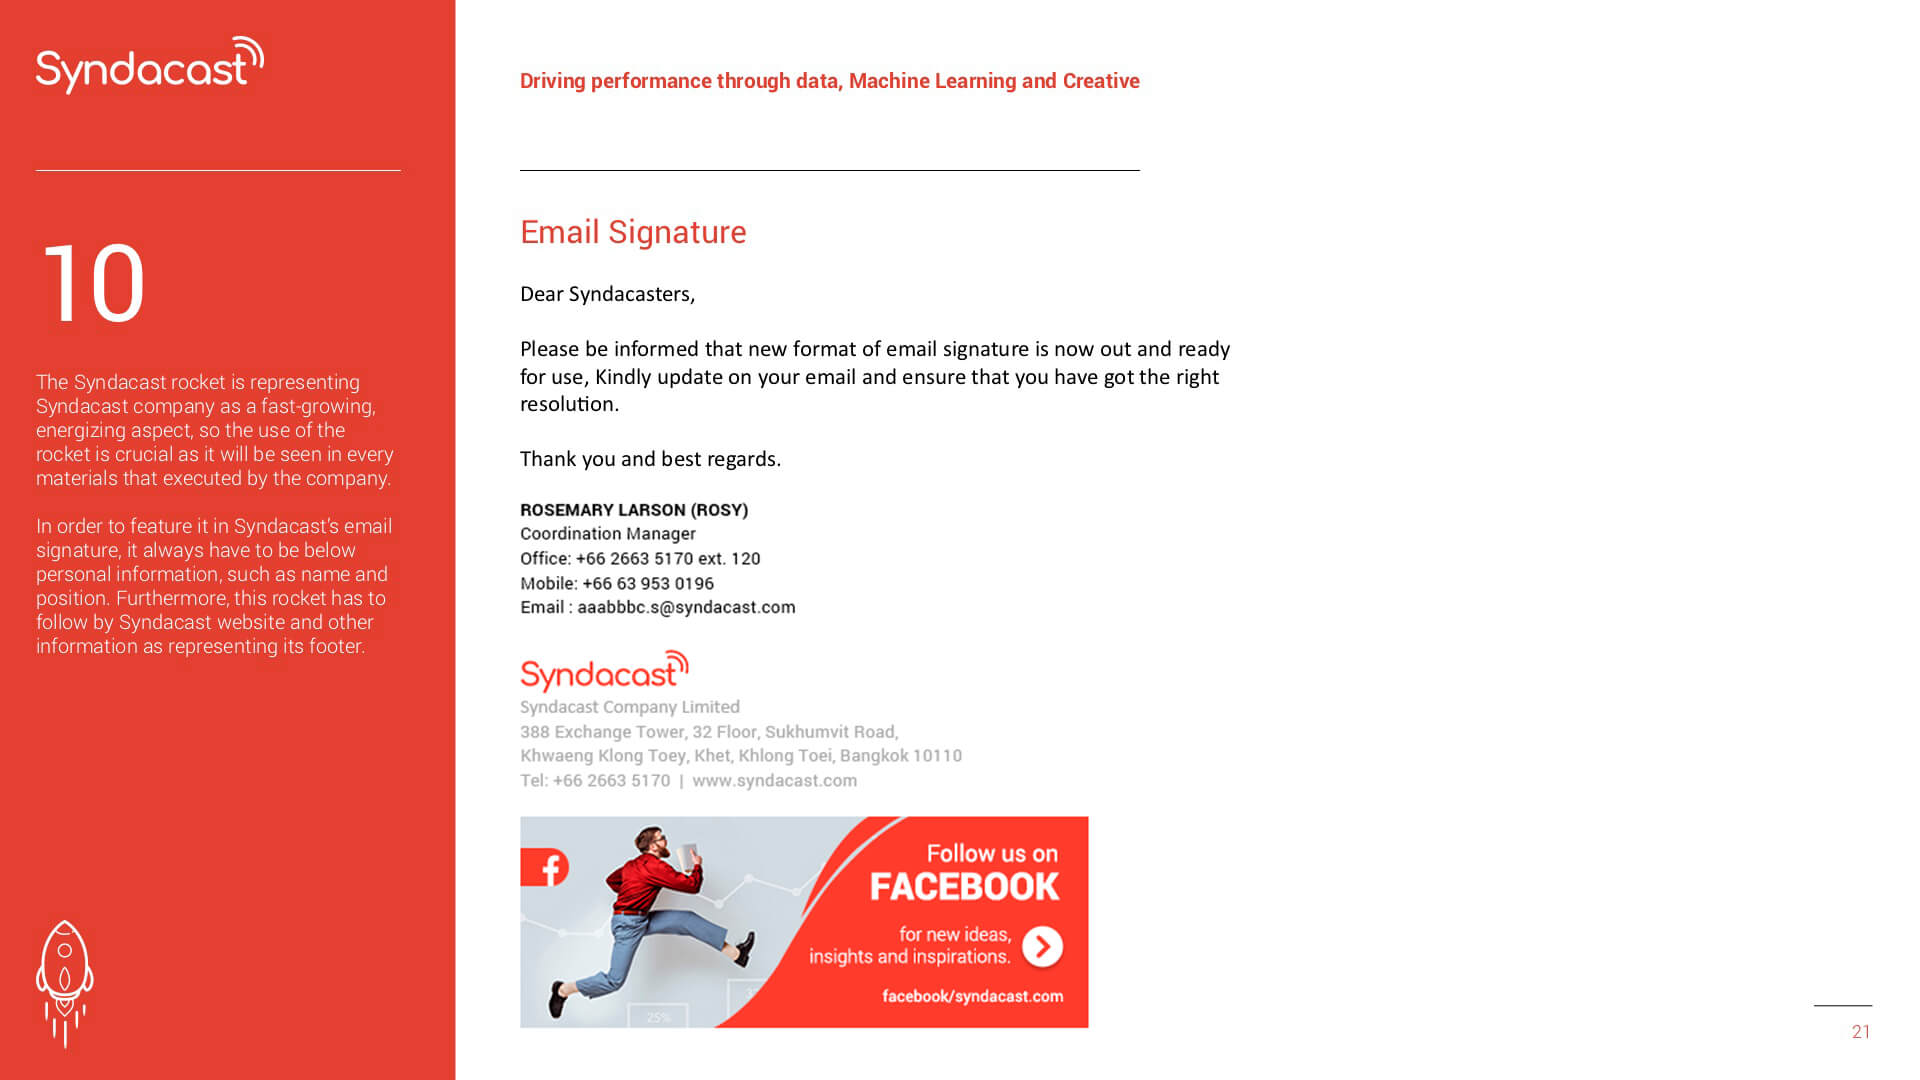 Syndacast
10
The Syndacast rocket is representing
Syndacast company as a fast-growing,
energizing aspect, so the use of the
rocket is crucial as it will be seen in every
materials that executed by the company.
In order to feature it in Syndacast's email
signature, it always have to be below
personal information, such as name and
position. Furthermore, this rocket has to
follow by Syndacast website and other
information as representing its footer.
Driving performance through data, Machine Learning and Creative
Email Signature
Dear Syndacasters,
Please be informed that new format of email signature is now out and ready
for use, Kindly update on your email and ensure that you have got the right
resolution.
Thank you and best regards.
ROSEMARY LARSON (ROSY)
Coordination Manager
Office: +66 2663 5170 ext. 120
Mobile: +66 63 953 0196
Email : aaabbbc.s@syndacast.com
Syndacast
Syndacast Company Limited
388 Exchange Tower, 32 Floor, Sukhumvit Road,
Khwaeng Klong Toey, Khet, Khlong Toei, Bangkok 10110
Tel: +66 2663 5170 | www.syndacast.com
Follow us on
FACEBOOK
for new ideas,
insights and inspirations.
facebook/syndacast.com
25%
21